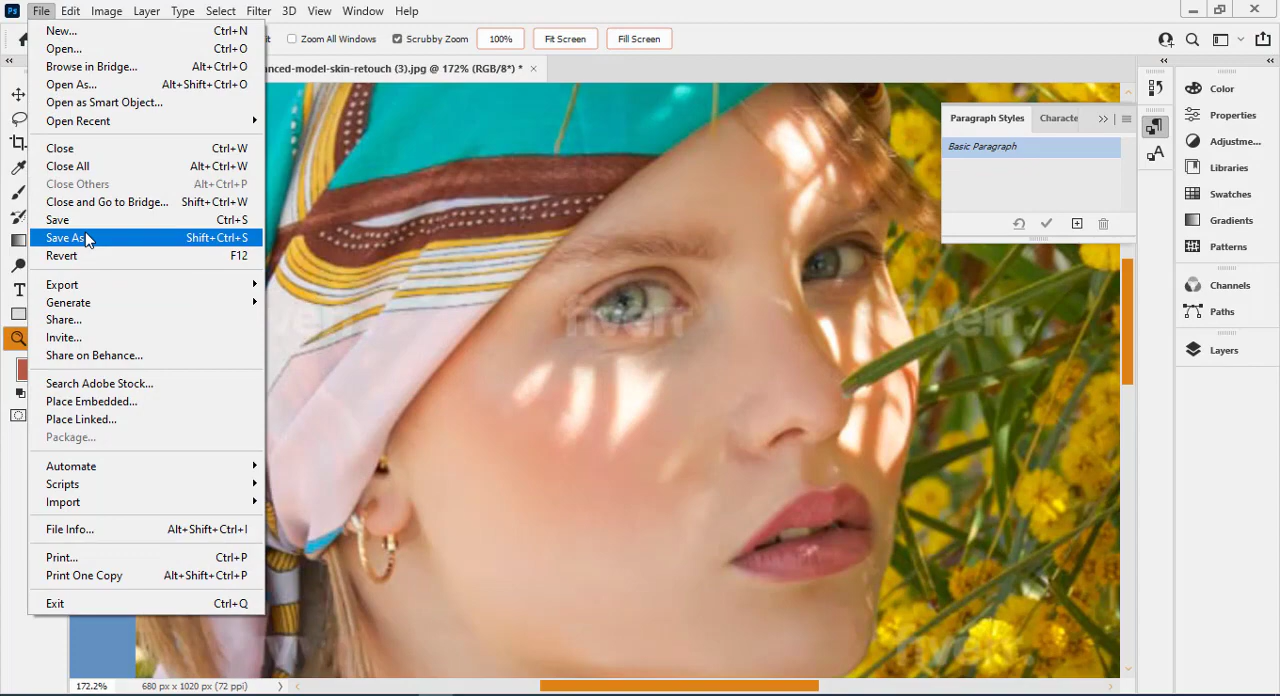 Ps File Edit Image Layer Type Select Filter 3D View Window Help
Zoom All Windows Scrubby Zoom 100% Fit Screen Fill Screen
anced-model-skin-retouch (3).jpg @ 172% (RGB/8*) *
New... Ctrl+N
Open... Ctrl+O
Browse in Bridge... Alt+Ctrl+O
Open As... Alt+Shift+Ctrl+O
Open as Smart Object...
Open Recent
Close Ctrl+W
Close All Alt+Ctrl+W
Close Others Alt+Ctrl+P
Close and Go to Bridge... Shift+Ctrl+W
Save Ctrl+S
Save As Shift+Ctrl+S
Revert F12
Export
Generate
Share...
Invite...
Share on Behance...
Search Adobe Stock...
Place Embedded...
Place Linked...
Package...
Automate
Scripts
Import
File Info... Alt+Shift+Ctrl+I
Print... Ctrl+P
Print One Copy Alt+Shift+Ctrl+P
Exit Ctrl+Q
Paragraph Styles Characte
Basic Paragraph
Color
Properties
Adjustme...
Libraries
Swatches
Gradients
Patterns
Channels
Paths
Layers
fiverr.
172.2% 680 px x 1020 px (72 ppi)